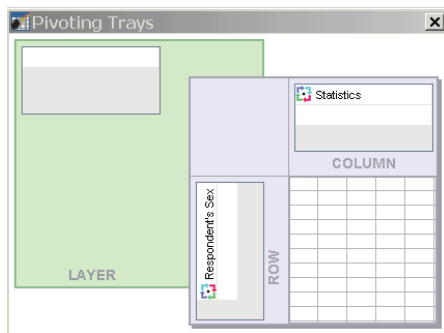 Pivoting Trays
Statistics
COLUMN
Respondent's Sex
ROW
LAYER